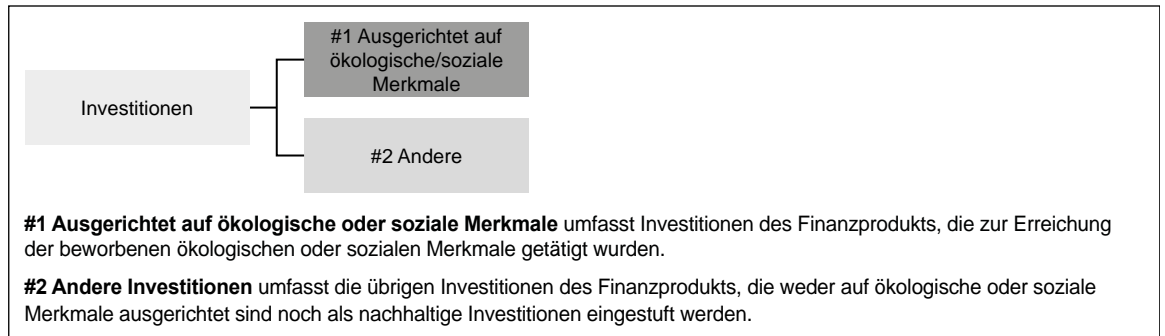 #1 Ausgerichtet auf
ökologische/soziale
Merkmale
Investitionen
#2 Andere
#1 Ausgerichtet auf ökologische oder soziale Merkmale umfasst Investitionen des Finanzprodukts, die zur Erreichung
der beworbenen ökologischen oder sozialen Merkmale getätigt wurden.
#2 Andere Investitionen umfasst die übrigen Investitionen des Finanzprodukts, die weder auf ökologische oder soziale
Merkmale ausgerichtet sind noch als nachhaltige Investitionen eingestuft werden.